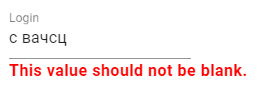 Login
с вачсц
This value should not be blank.